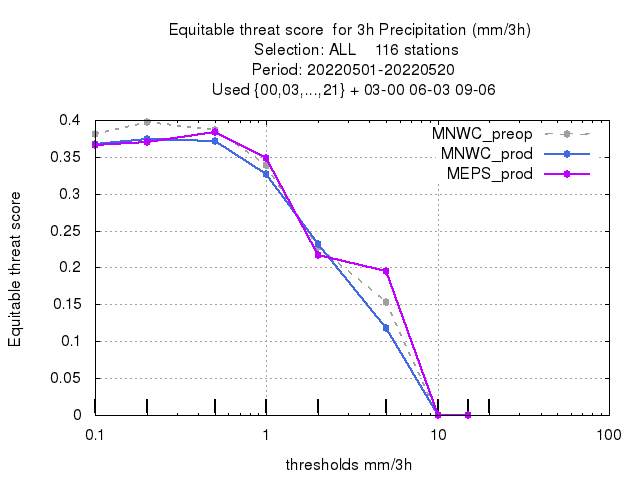 Equitable threat score  for 3h Precipitation (mm/3h)
Selection: ALL    116 stations
Period: 20220501-20220520
Used {00,03,...,21} + 03-00 06-03 09-06
MNWC_preop
MNWC_prod
MEPS_prod
Equitable threat score
0.4
0.35
0.3
0.25
0.2
0.15
0.1
0.05
0
0.1 1 10 100
thresholds mm/3h